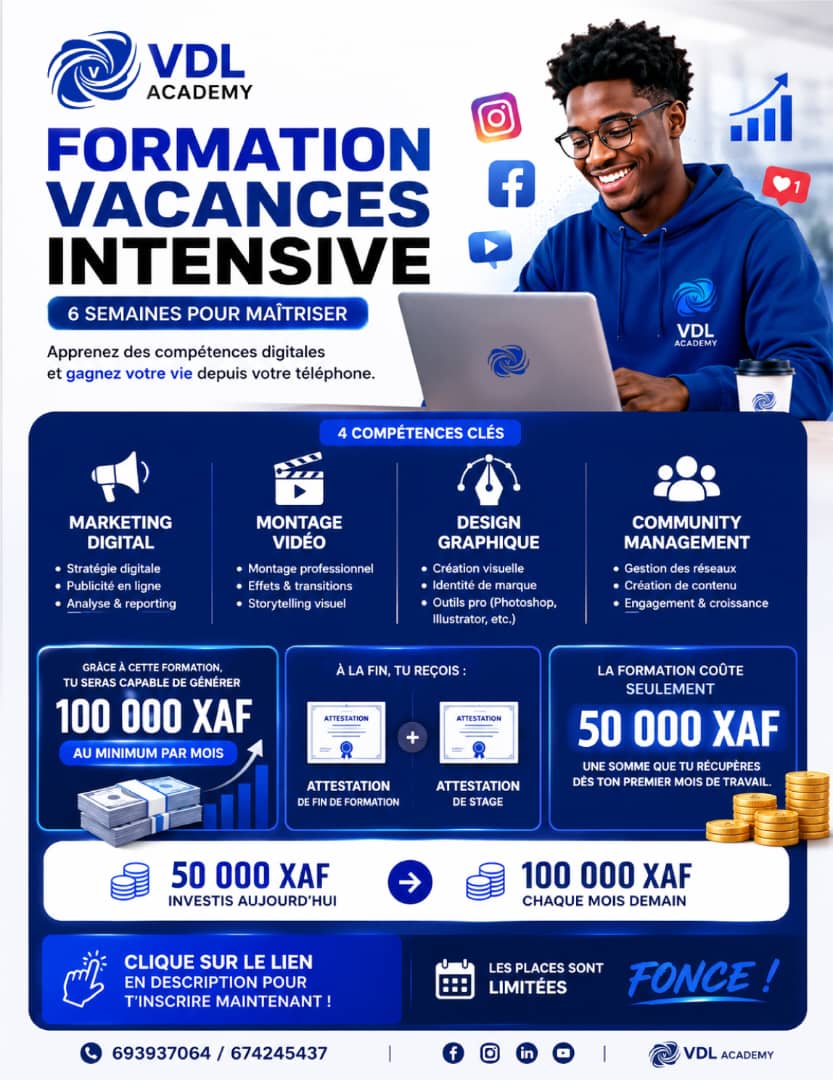 VDL
ACADEMY
FORMATION
VACANCES
INTENSIVE
6 SEMAINES POUR MAÎTRISER
Apprenez des compétences digitales
et gagnez votre vie depuis votre téléphone.
1
VDL
ACADEMY
4 COMPÉTENCES CLÉS
MARKETING
DIGITAL
• Stratégie digitale
• Publicité en ligne
• Analyse & reporting
MONTAGE
VIDÉO
• Montage professionnel
• Effets & transitions
• Storytelling visuel
DESIGN
GRAPHIQUE
• Création visuelle
• Identité de marque
• Outils pro (Photoshop,
Illustrator, etc.)
COMMUNITY
MANAGEMENT
• Gestion des réseaux
• Création de contenu
• Engagement & croissance
GRÂCE À CETTE FORMATION,
TU SERAS CAPABLE DE GÉNÉRER
100 000 XAF
AU MINIMUM PAR MOIS
À LA FIN, TU REÇOIS :
ATTESTATION
ATTESTATION
DE FIN DE FORMATION
+
ATTESTATION
ATTESTATION
DE STAGE
LA FORMATION COÛTE
SEULEMENT
50 000 XAF
UNE SOMME QUE TU RÉCUPÈRES
DÈS TON PREMIER MOIS DE TRAVAIL.
50 000 XAF
INVESTIS AUJOURD'HUI
100 000 XAF
CHAQUE MOIS DEMAIN
CLIQUE SUR LE LIEN
EN DESCRIPTION POUR
T'INSCRIRE MAINTENANT !
LES PLACES SONT
LIMITÉES
FONCE !
693937064 / 674245437
VDL ACADEMY